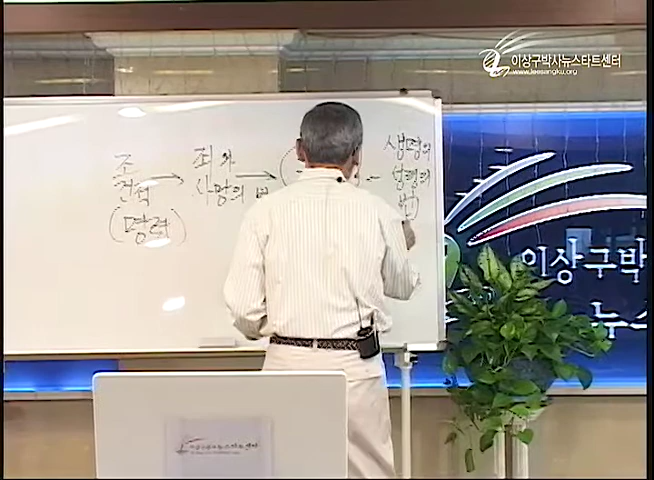 이상구박사뉴스타트센터
www.leesangku.org
조건적
(명령)
죄와
사망의 법
생명의
성령의
법
이상구박
뉴스